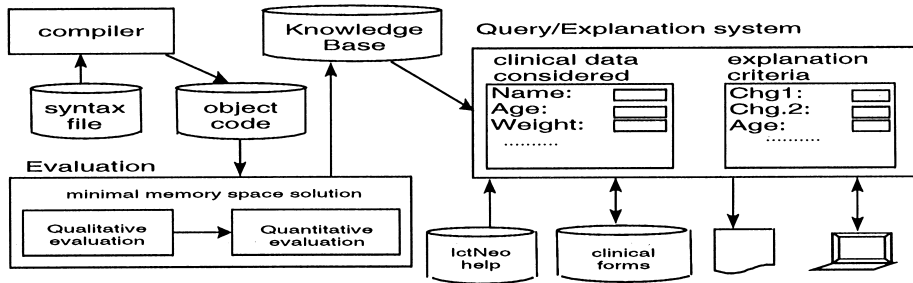 compiler
syntax
file
object
code
Knowledge
Base
Query/Explanation system
clinical data
considered
Name:
Age:
Weight:
..........
explanation
criteria
Chg1:
Chg.2:
Age:
.........
Evaluation
minimal memory space solution
Qualitative
evaluation
Quantitative
evaluation
IctNeo
help
clinical
forms